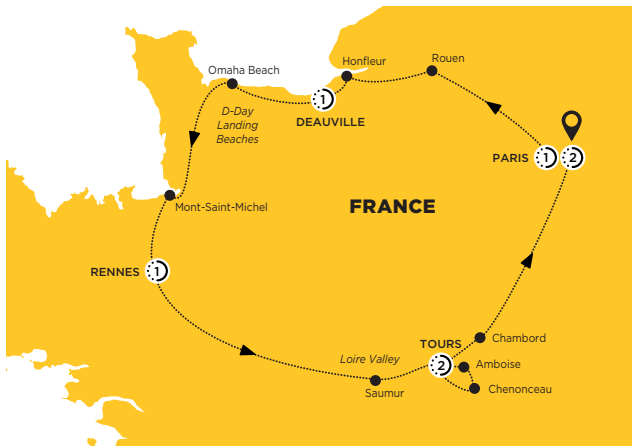 Honfleur
Rouen
Omaha Beach
1
DEAUVILLE
D-Day
Landing
Beaches
PARIS
1
2
Mont-Saint-Michel
FRANCE
RENNES
1
Chambord
TOURS
Loire Valley
2
Amboise
Saumur
Chenonceau